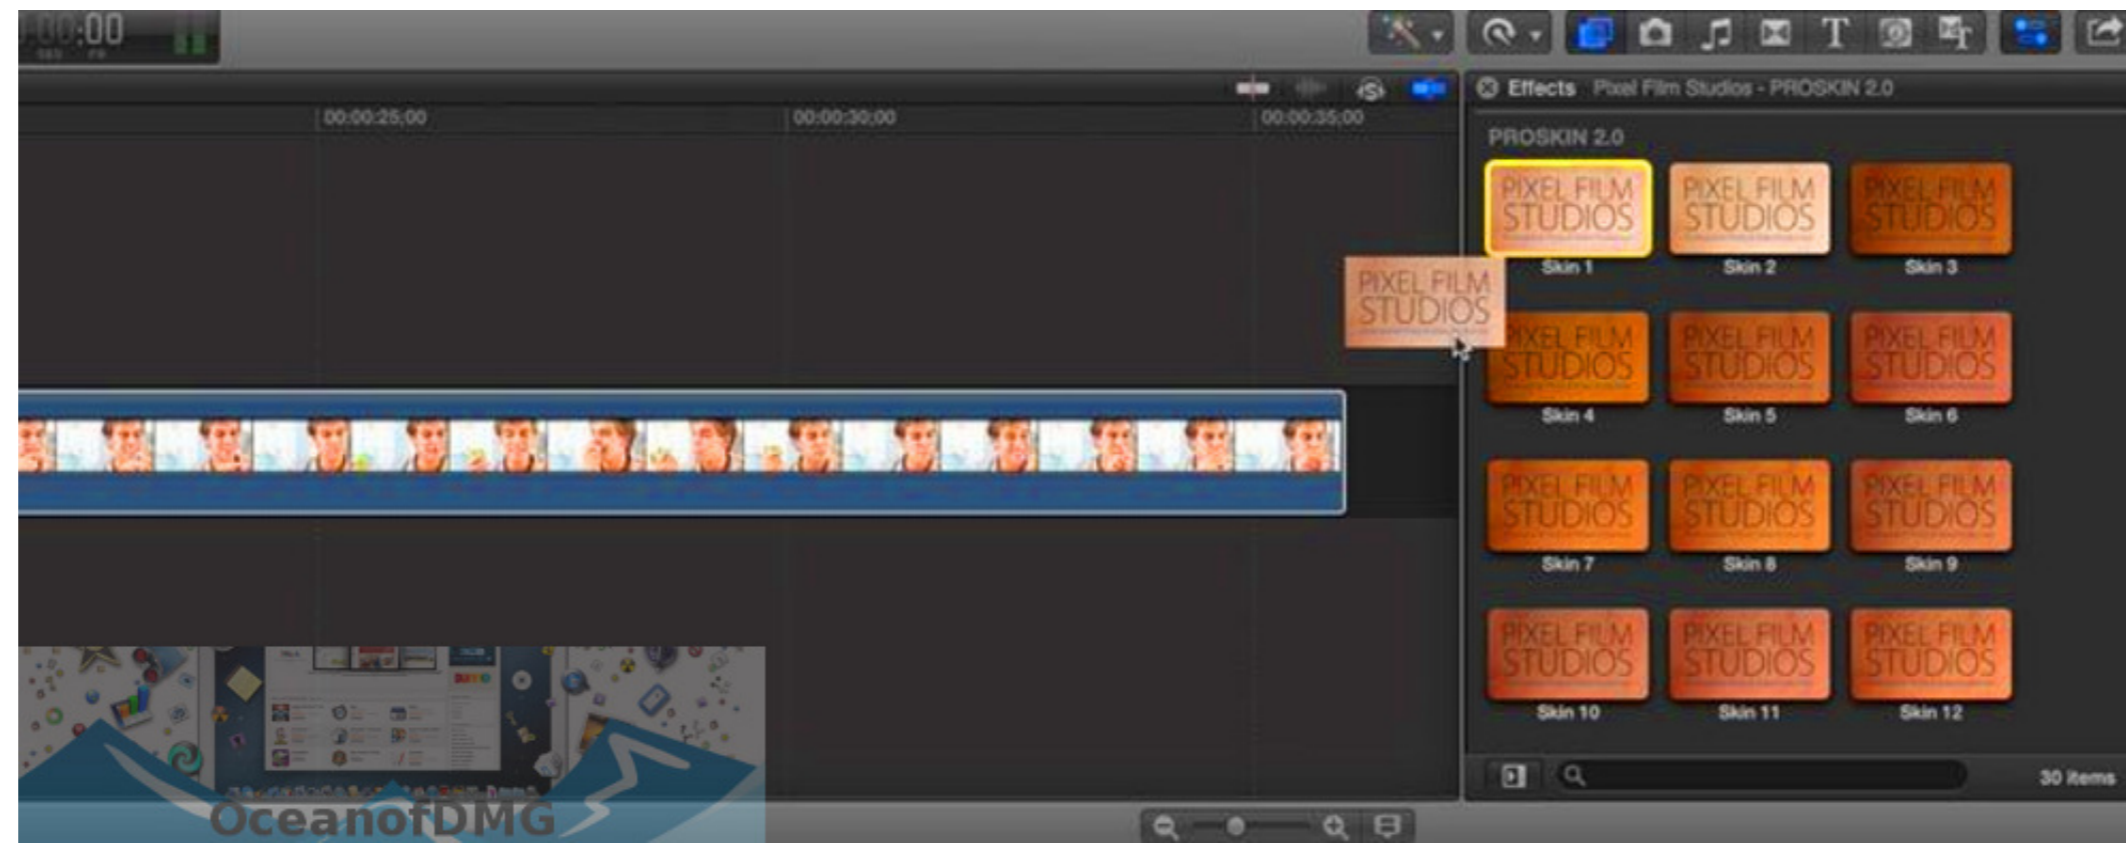 :00
Effects Pixel Film Studios - PROSKIN 2.0
00:00:25;00 00:00:30;00 00:00:35;00
PROSKIN 2.0
PIXEL FILM STUDIOS
PIXEL FILM STUDIOS
PIXEL FILM STUDIOS
Skin 1 Skin 2 Skin 3
PIXEL FILM STUDIOS
PIXEL FILM STUDIOS
PIXEL FILM STUDIOS
PIXEL FILM STUDIOS
Skin 4 Skin 5 Skin 6
PIXEL FILM STUDIOS
PIXEL FILM STUDIOS
PIXEL FILM STUDIOS
Skin 7 Skin 8 Skin 9
PIXEL FILM STUDIOS
PIXEL FILM STUDIOS
PIXEL FILM STUDIOS
Skin 10 Skin 11 Skin 12
30 items
OceanofDMG